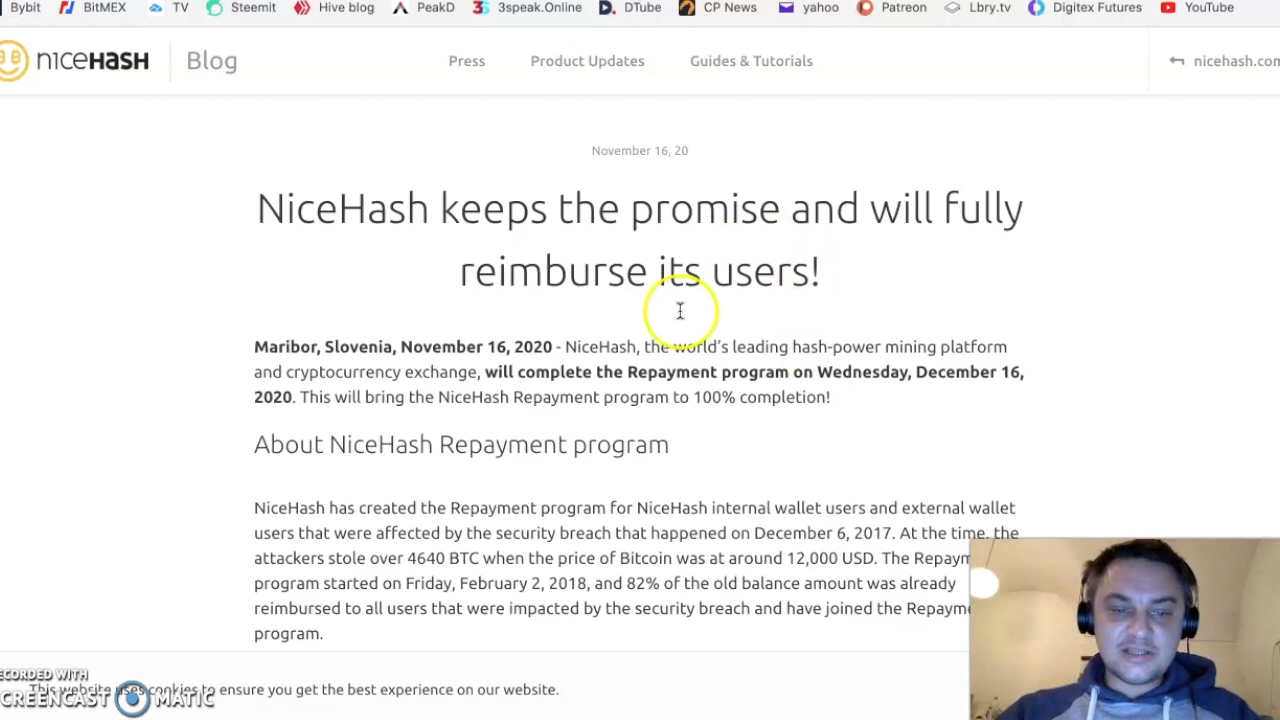 Bybit BitMEX TV Steemit Hive blog PeakD 3speak.Online DTube CP News yahoo Patreon Lbry.tv Digitex Futures YouTube
nicehash Blog Press Product Updates Guides & Tutorials nicehash.com
November 16, 20
NiceHash keeps the promise and will fully
reimburse its users!
Maribor, Slovenia, November 16, 2020 - NiceHash, the world's leading hash-power mining platform
and cryptocurrency exchange, will complete the Repayment program on Wednesday, December 16,
2020. This will bring the NiceHash Repayment program to 100% completion!
About NiceHash Repayment program
NiceHash has created the Repayment program for NiceHash internal wallet users and external wallet
users that were affected by the security breach that happened on December 6, 2017. At the time, the
attackers stole over 4640 BTC when the price of Bitcoin was at around 12,000 USD. The Repaym
program started on Friday, February 2, 2018, and 82% of the old balance amount was already
reimbursed to all users that were impacted by the security breach and have joined the Repayme
program.
ECORDED WITH
This website uses cookies to ensure you get the best experience on our website.
CREENCAST MATIC